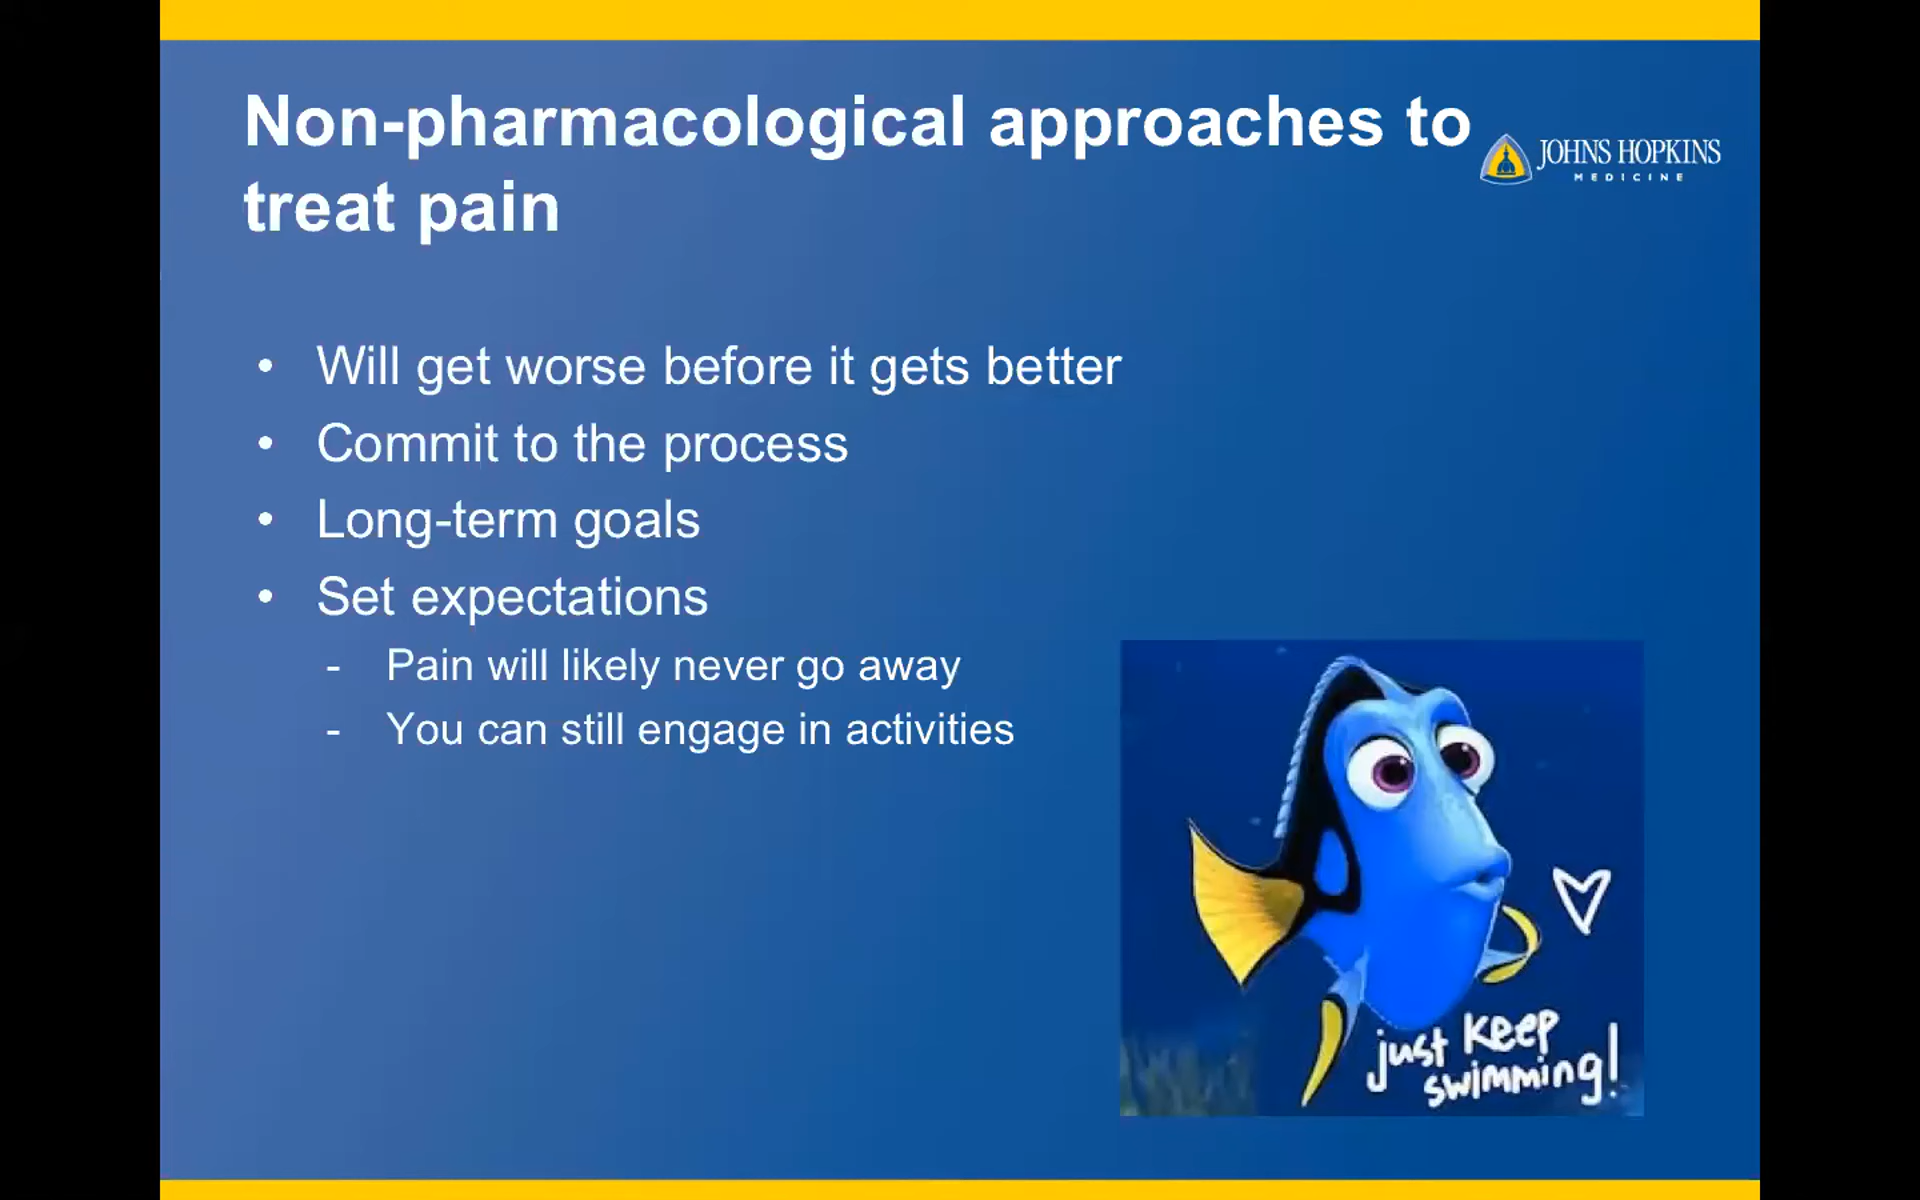 Non-pharmacological approaches to
treat pain
JOHNS HOPKINS
MEDICINE
• Will get worse before it gets better
• Commit to the process
• Long-term goals
• Set expectations
- Pain will likely never go away
- You can still engage in activities
just keep
swimming!